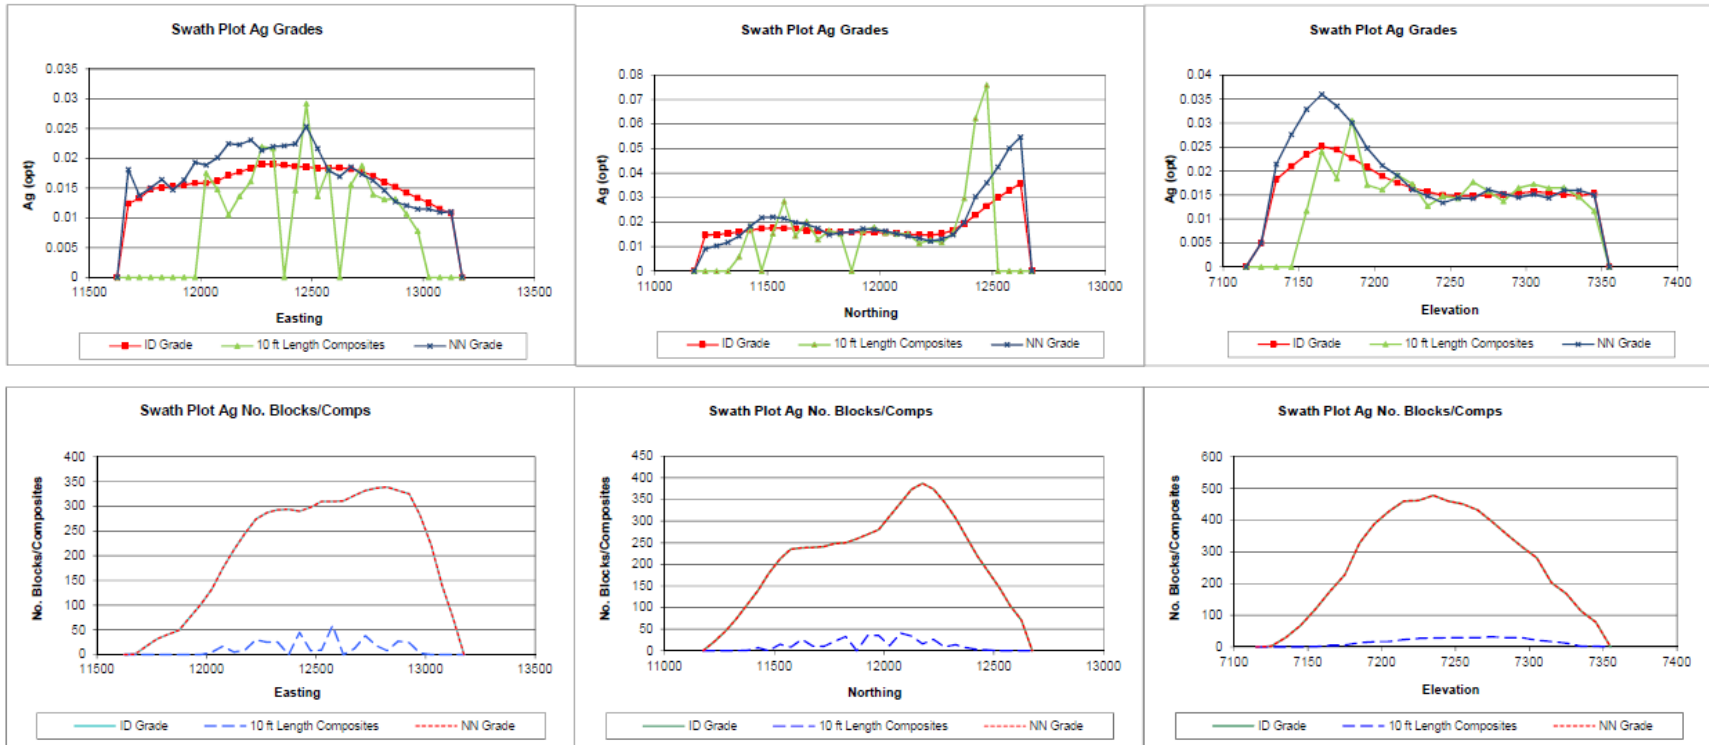 Swath Plot Ag Grades
Ag (opt)
0.035
0.03
0.025
0.02
0.015
0.01
0.005
0
11500
12000
12500
13000
13500
Easting
ID Grade
10 ft Length Composites
NN Grade
Swath Plot Ag Grades
Ag (opt)
0.08
0.07
0.06
0.05
0.04
0.03
0.02
0.01
0
11000
11500
12000
12500
13000
Northing
ID Grade
10 ft Length Composites
NN Grade
Swath Plot Ag Grades
Ag (opt)
0.04
0.035
0.03
0.025
0.02
0.015
0.01
0.005
0
7100
7150
7200
7250
7300
7350
7400
Elevation
ID Grade
10 ft Length Composites
NN Grade
Swath Plot Ag No. Blocks/Comps
No. Blocks/Composites
400
350
300
250
200
150
100
50
0
11500
12000
12500
13000
13500
Easting
ID Grade
10 ft Length Composites
NN Grade
Swath Plot Ag No. Blocks/Comps
No. Blocks/Composites
450
400
350
300
250
200
150
100
50
0
11000
11500
12000
12500
13000
Northing
ID Grade
10 ft Length Composites
NN Grade
Swath Plot Ag No. Blocks/Comps
No. Blocks/Composites
600
500
400
300
200
100
0
7100
7150
7200
7250
7300
7350
7400
Elevation
ID Grade
10 ft Length Composites
NN Grade